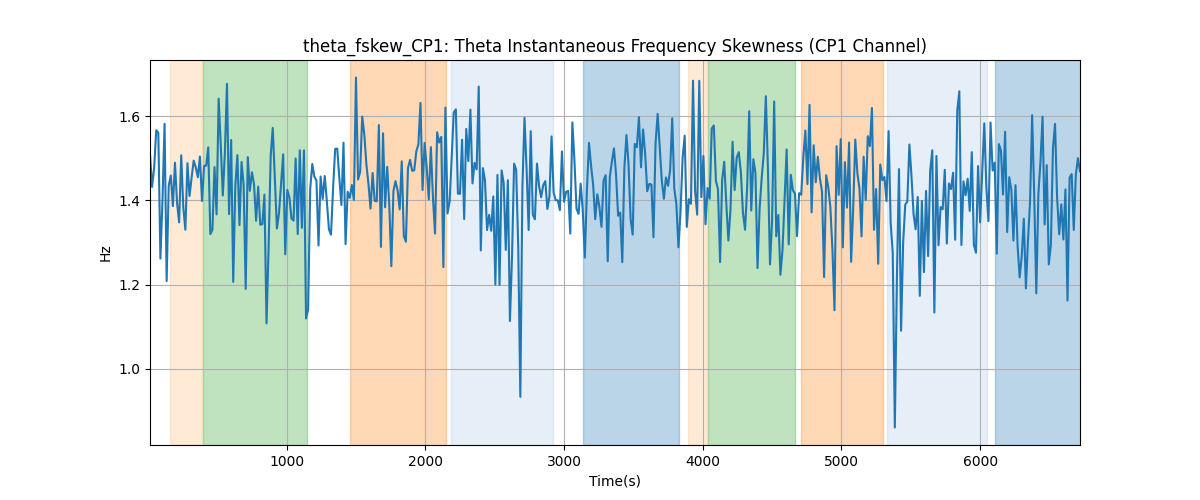 theta_fskew_CP1: Theta Instantaneous Frequency Skewness (CP1 Channel)
Hz
1.6
1.4
1.2
1.0
1000 2000 3000 4000 5000 6000
Time(s)